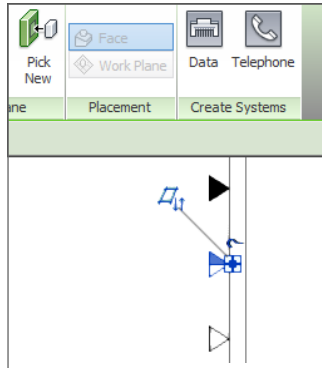 Pick
New
Face
Work Plane
Data
Telephone
ane
Placement
Create Systems